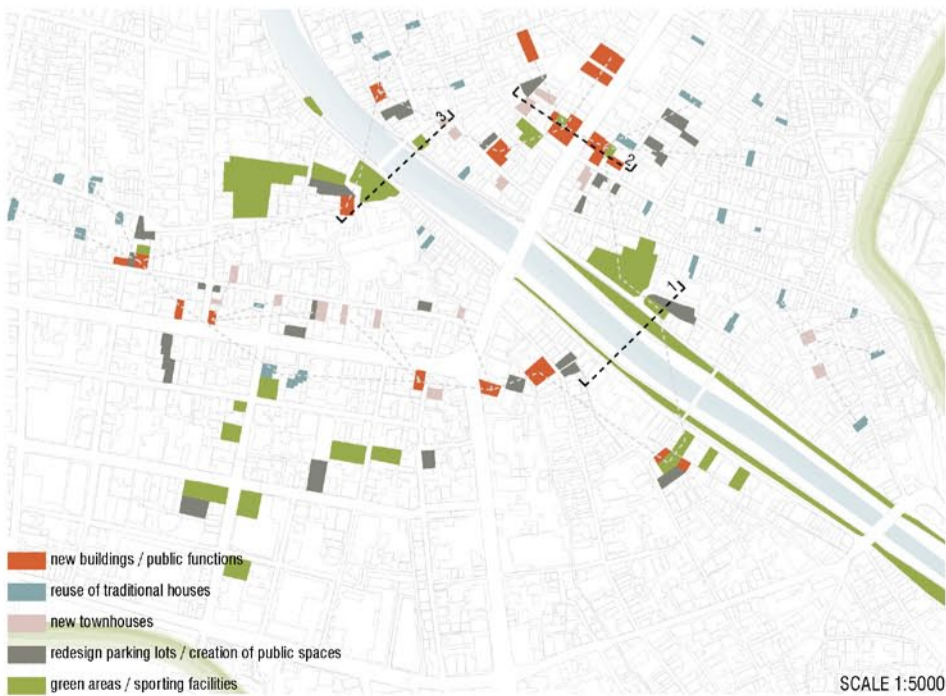 3
2
1
new buildings / public functions
reuse of traditional houses
new townhouses
redesign parking lots / creation of public spaces
green areas / sporting facilities
SCALE 1:5000